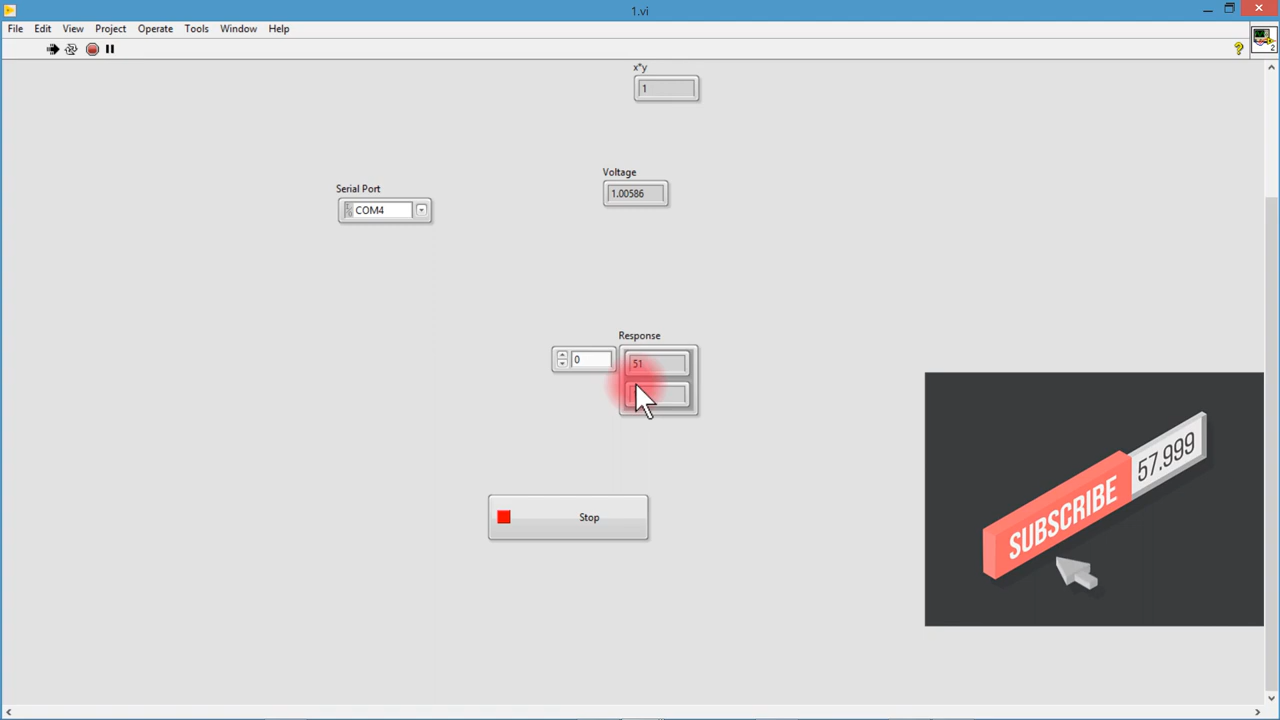 1.vi
File Edit View Project Operate Tools Window Help
?
2
x*y
1
Voltage
1.00586
Serial Port
COM4
Response
0
51
Stop
SUBSCRIBE 57.999